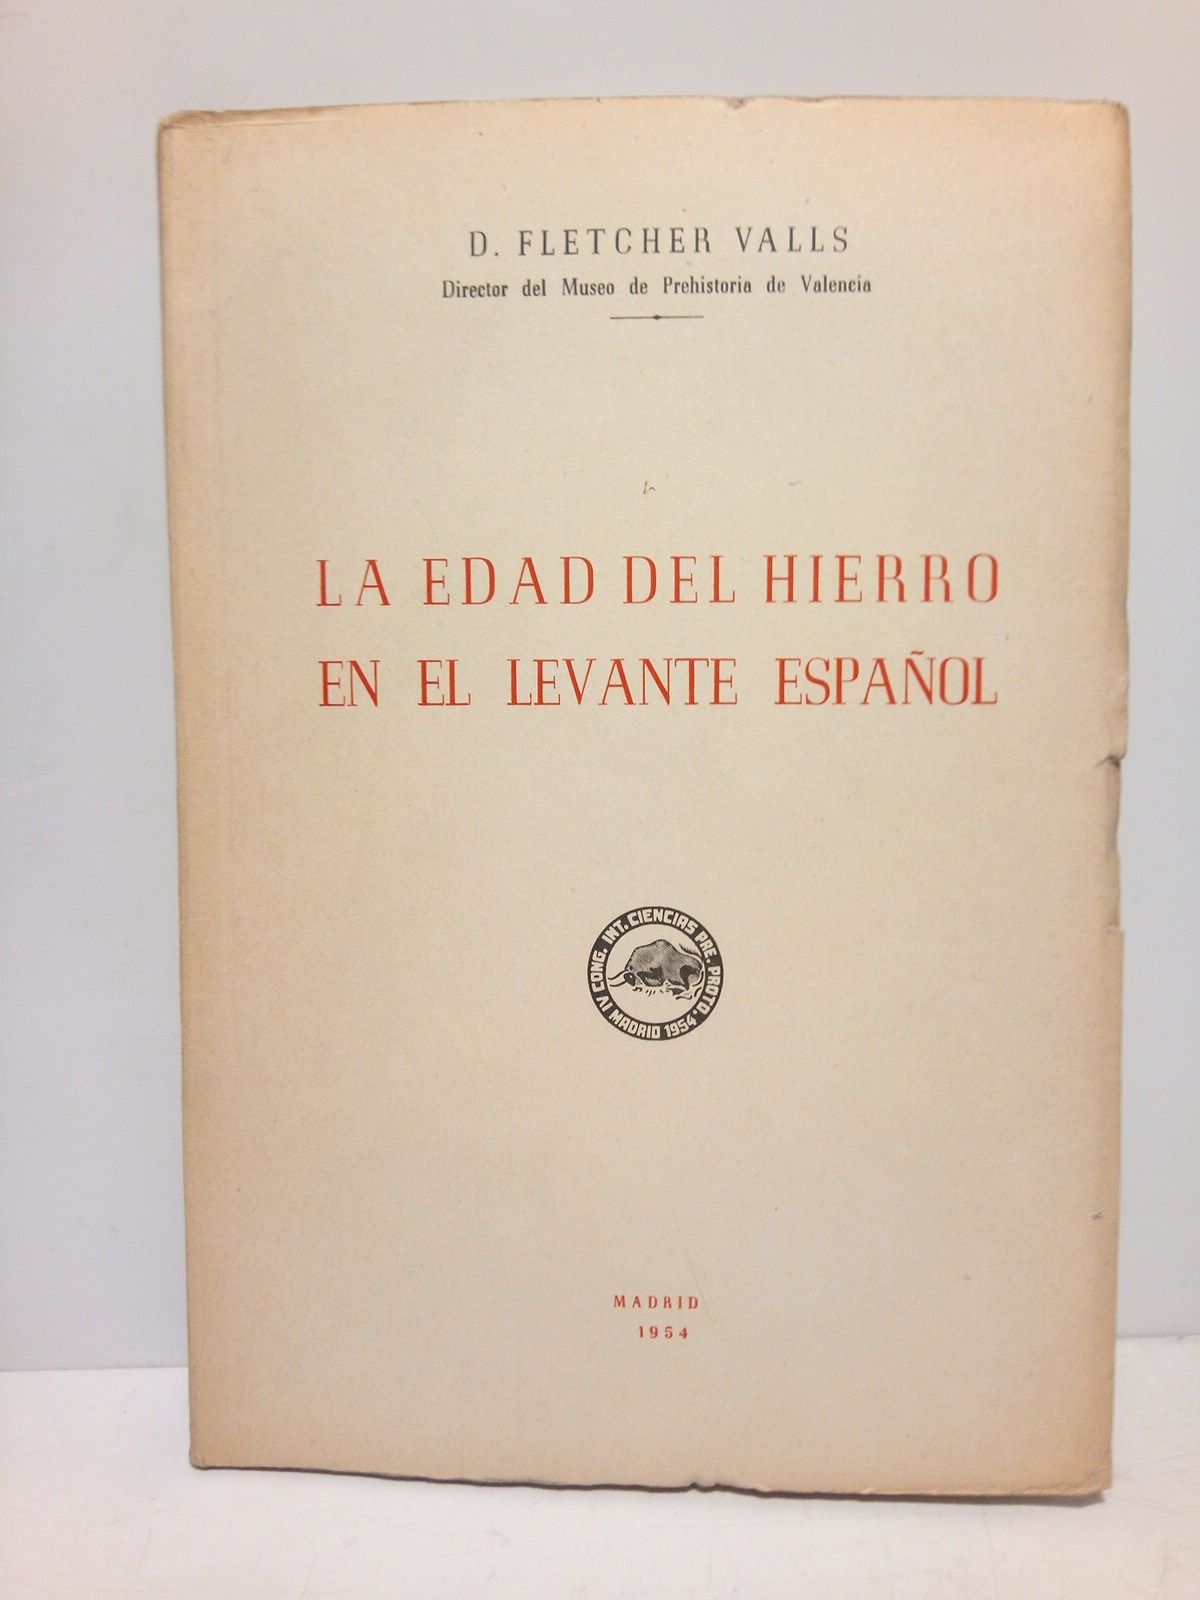 D. FLETCHER VALLS
Director del Museo de Prehistoria de Valencia
LA EDAD DEL HIERRO
EN EL LEVANTE ESPAÑOL
IV CONG. INT. CIENCIAS PRE. PROTO.
MADRID 1954
MADRID
1954